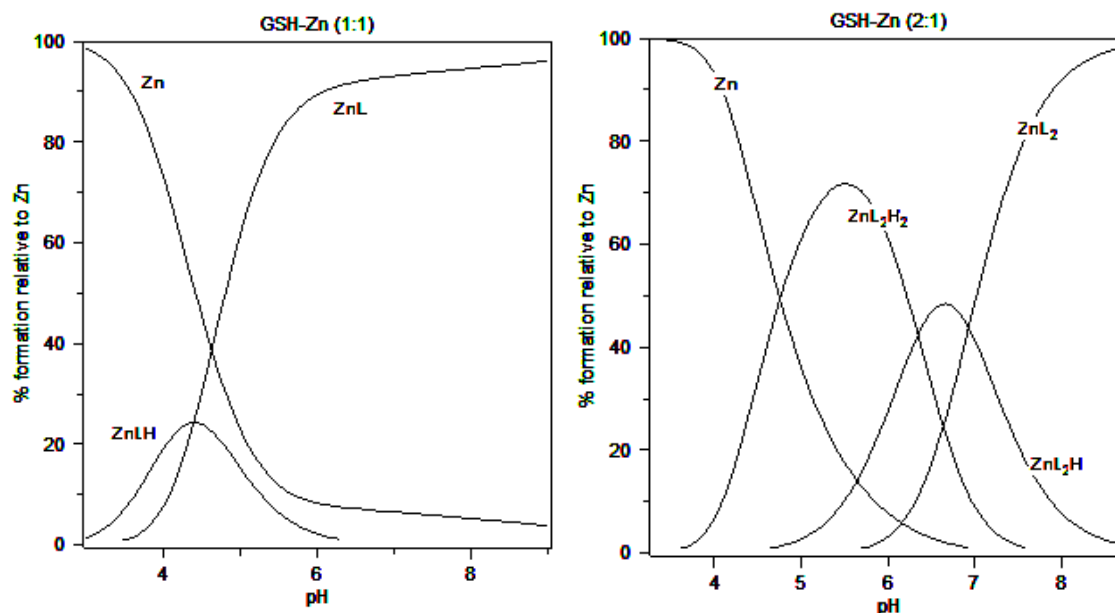 GSH-Zn (1:1)
% formation relative to Zn
100
80
60
40
20
0
Zn
ZnL
ZnLH
4
6
8
pH
GSH-Zn (2:1)
% formation relative to Zn
100
80
60
40
20
0
Zn
ZnL₂
ZnL₂H₂
ZnL₂H
4
5
6
7
8
pH